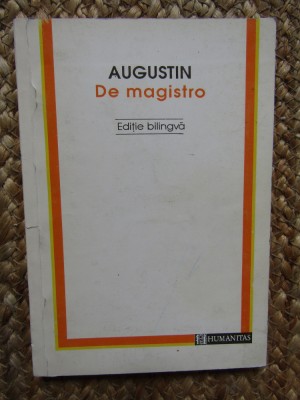 AUGUSTIN
De magistro
Ediție bilingvă
HUMANITAS